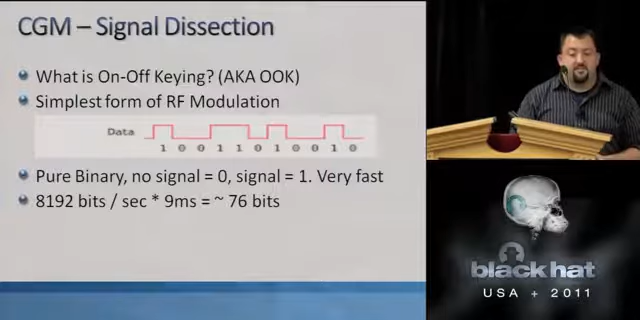 CGM – Signal Dissection
What is On-Off Keying? (AKA OOK)
Simplest form of RF Modulation
Data
1 0 0 1 1 0 1 0 0 1 0
Pure Binary, no signal = 0, signal = 1. Very fast
8192 bits / sec * 9ms = ~ 76 bits
black hat
USA + 2011